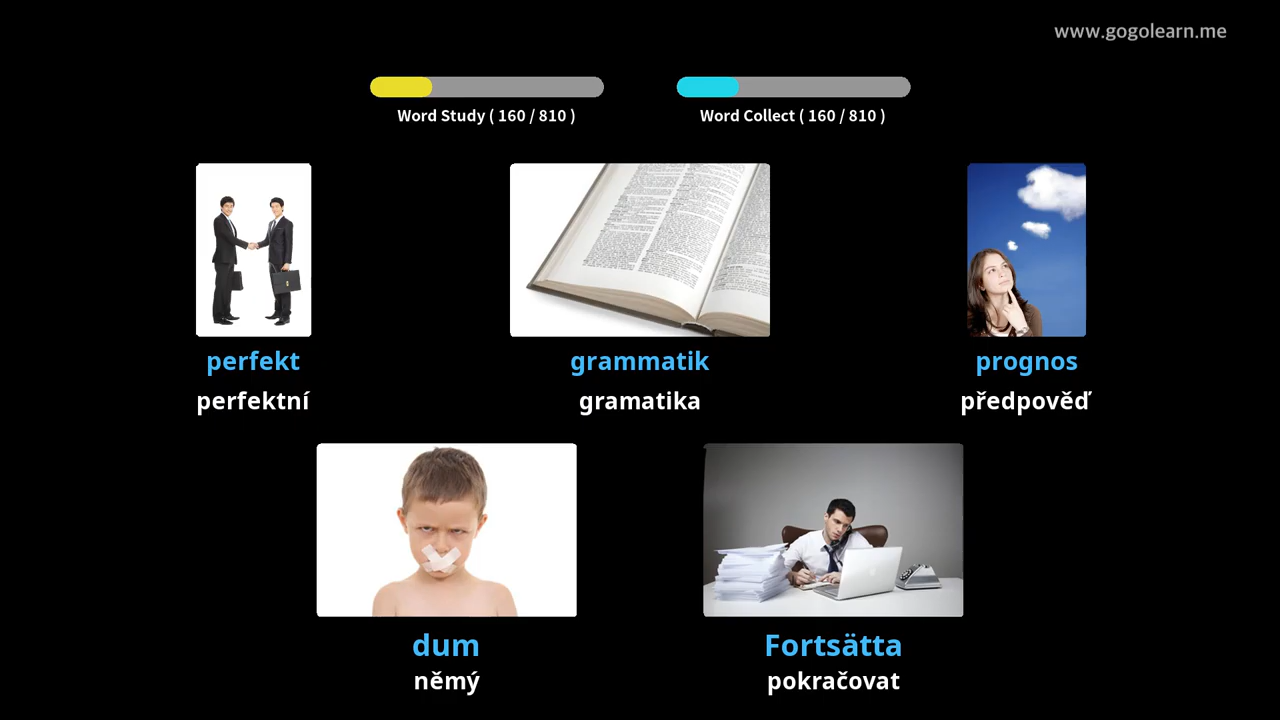 www.gogolearn.me
Word Study ( 160 / 810 )
Word Collect ( 160 / 810 )
perfekt
perfektní
grammatik
gramatika
prognos
předpověď
dum
němý
Fortsätta
pokračovat